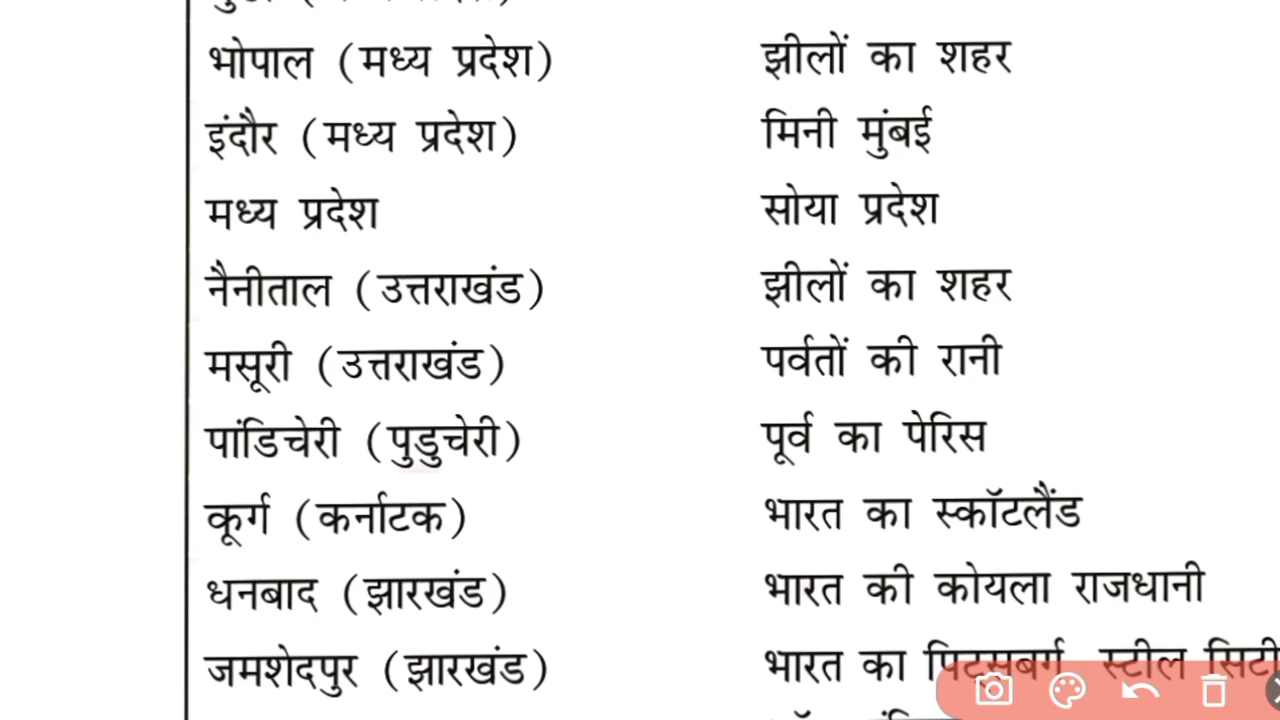 भोपाल (मध्य प्रदेश) झीलों का शहर
इंदौर (मध्य प्रदेश) मिनी मुंबई
मध्य प्रदेश सोया प्रदेश
नैनीताल (उत्तराखंड) झीलों का शहर
मसूरी (उत्तराखंड) पर्वतों की रानी
पांडिचेरी (पुडुचेरी) पूर्व का पेरिस
कूर्ग (कर्नाटक) भारत का स्कॉटलैंड
धनबाद (झारखंड) भारत की कोयला राजधानी
जमशेदपुर (झारखंड) भारत का पिट्सबर्ग स्टील सिटी